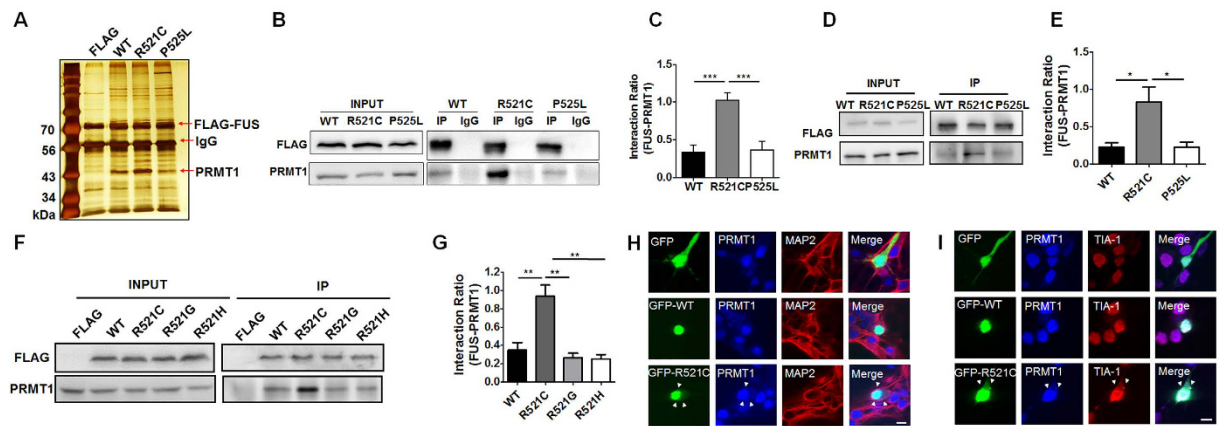 A
FLAG
WT
R521C
P525L
70
56
43
34
kDa
FLAG-FUS
IgG
PRMT1
B
INPUT
WT R521C P525L
WT
IP IgG
R521C
IP IgG
P525L
IP IgG
FLAG
PRMT1
C
Interaction Ratio
(FUS-PRMT1)
1.5
1.0
0.5
0.0
*** ***
WT R521C P525L
D
INPUT IP
WT R521C P525L WT R521C P525L
FLAG
PRMT1
E
Interaction Ratio
(FUS-PRMT1)
1.5
1.0
0.5
0.0
* *
WT
R521C
P525L
F
INPUT IP
FLAG WT R521C R521G R521H FLAG WT R521C R521G R521H
FLAG
PRMT1
G
Interaction Ratio
(FUS-PRMT1)
1.2
1.0
0.8
0.6
0.4
0.2
0.0
**
** **
WT
R521C
R521G
R521H
H
GFP PRMT1 MAP2 Merge
GFP-WT PRMT1 MAP2 Merge
GFP-R521C PRMT1 MAP2 Merge
I
GFP PRMT1 TIA-1 Merge
GFP-WT PRMT1 TIA-1 Merge
GFP-R521C PRMT1 TIA-1 Merge